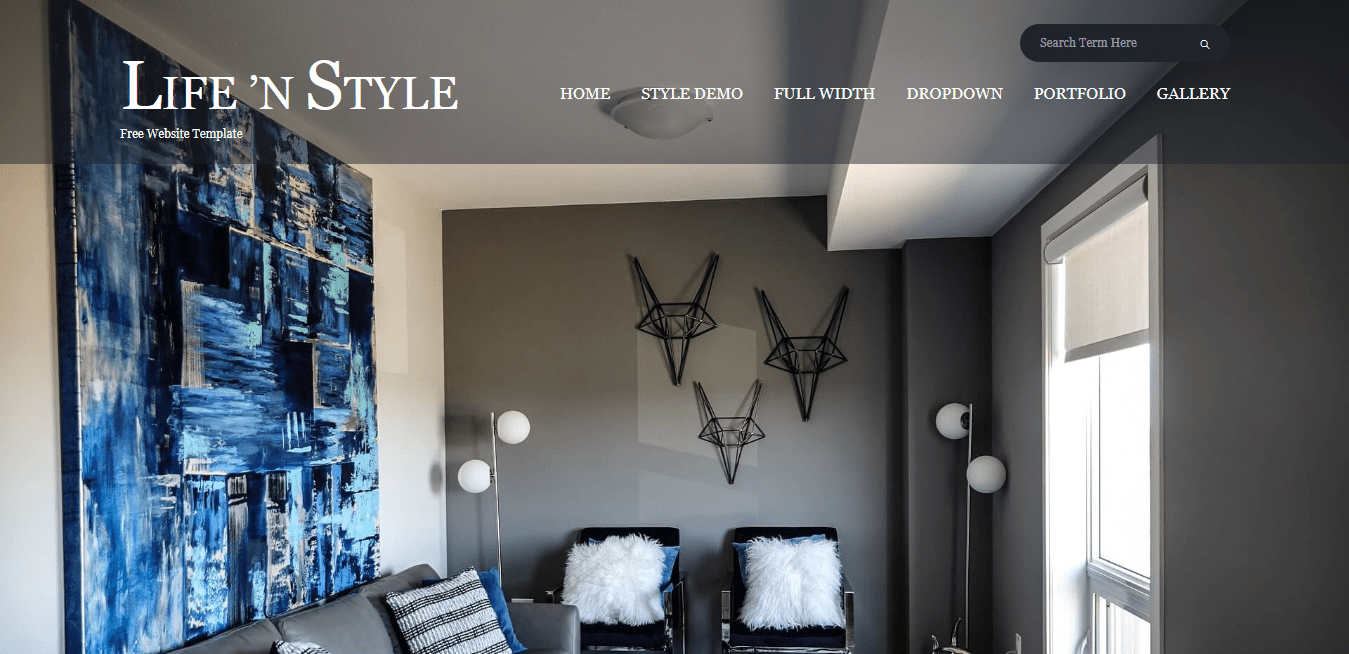 Search Term Here
LIFE ’N STYLE
HOME STYLE DEMO FULL WIDTH DROPDOWN PORTFOLIO GALLERY
Free Website Template